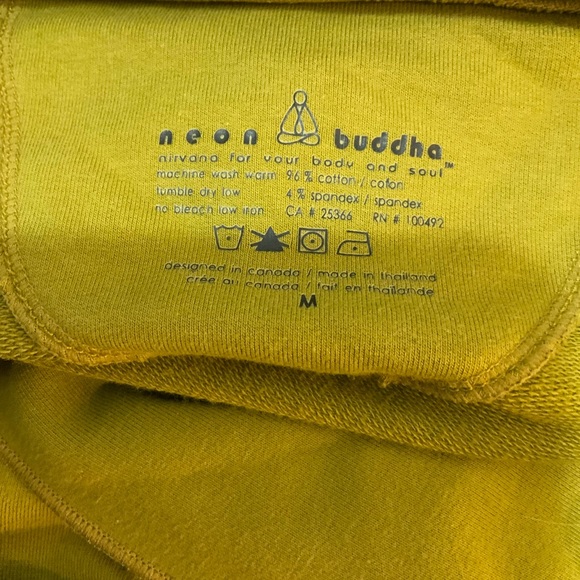 neon buddha™
nirvana for your body and soul
machine wash warm 96% cotton / coton
tumble dry low 4% spandex / spandex
no bleach low iron CA # 25366 RN # 100492
designed in canada / made in thailand
créé au canada / fait en thaïlande
M